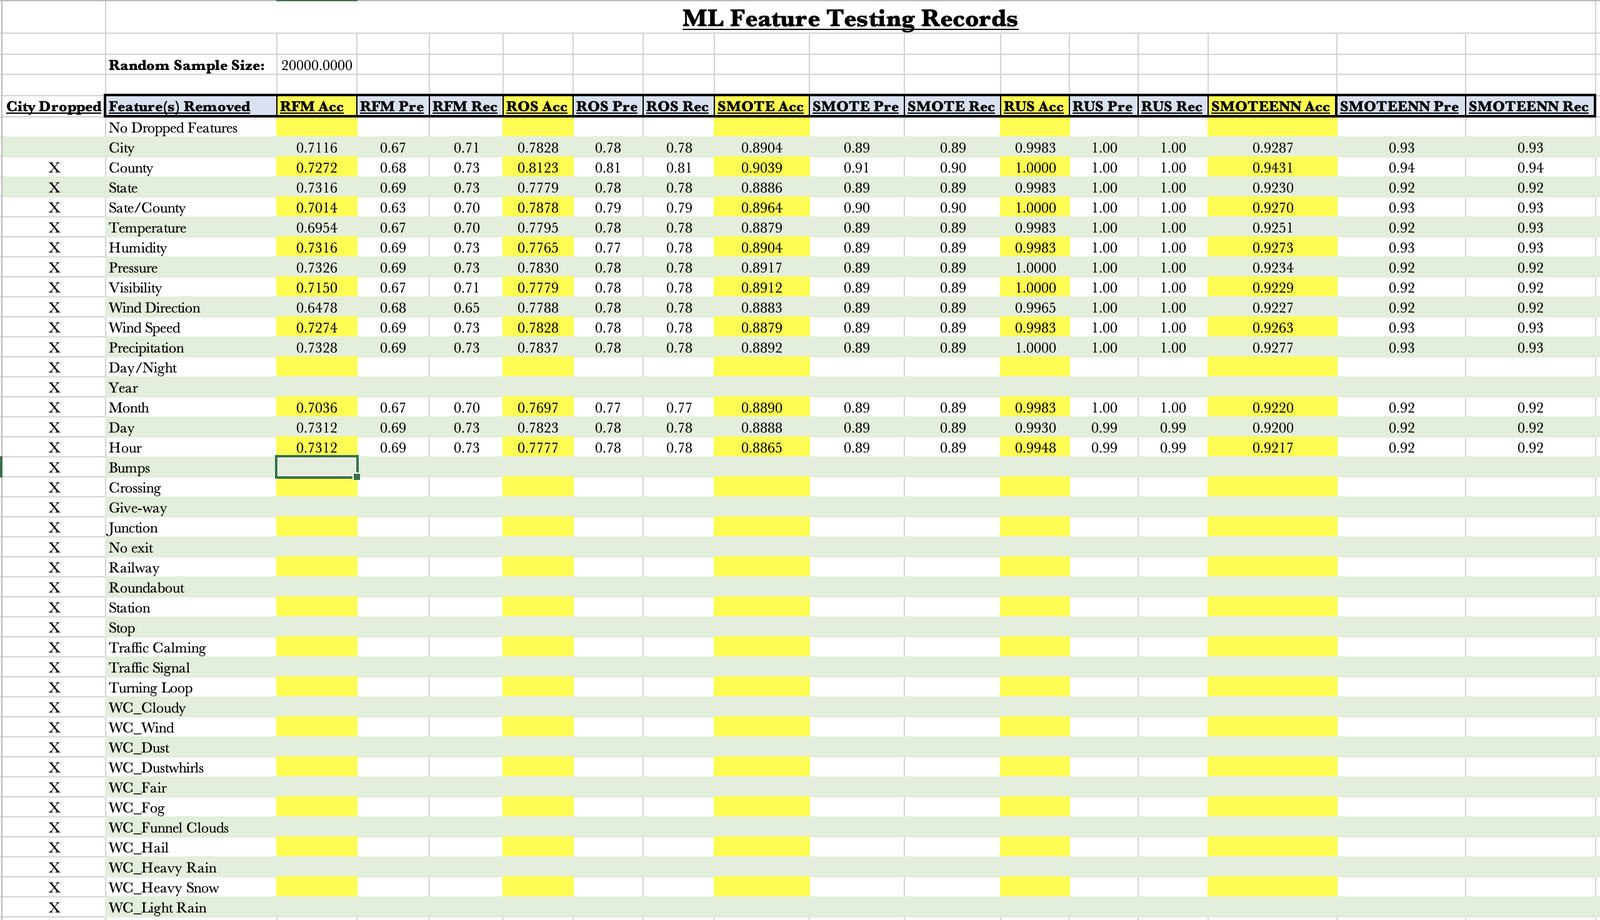 ML Feature Testing Records
Random Sample Size: 20000.0000
City Dropped Feature(s) Removed RFM Acc RFM Pre RFM Rec ROS Acc ROS Pre ROS Rec SMOTE Acc SMOTE Pre SMOTE Rec RUS Acc RUS Pre RUS Rec SMOTEENN Acc SMOTEENN Pre SMOTEENN Rec
No Dropped Features
City 0.7116 0.67 0.71 0.7828 0.78 0.78 0.8904 0.89 0.89 0.9983 1.00 1.00 0.9287 0.93 0.93
X County 0.7272 0.68 0.73 0.8123 0.81 0.81 0.9039 0.91 0.90 1.0000 1.00 1.00 0.9431 0.94 0.94
X State 0.7316 0.69 0.73 0.7779 0.78 0.78 0.8886 0.89 0.89 0.9983 1.00 1.00 0.9230 0.92 0.92
X Sate/County 0.7014 0.63 0.70 0.7878 0.79 0.79 0.8964 0.90 0.90 1.0000 1.00 1.00 0.9270 0.93 0.93
X Temperature 0.6954 0.67 0.70 0.7795 0.78 0.78 0.8879 0.89 0.89 0.9983 1.00 1.00 0.9251 0.92 0.93
X Humidity 0.7316 0.69 0.73 0.7765 0.77 0.78 0.8904 0.89 0.89 0.9983 1.00 1.00 0.9273 0.93 0.93
X Pressure 0.7326 0.69 0.73 0.7830 0.78 0.78 0.8917 0.89 0.89 1.0000 1.00 1.00 0.9234 0.92 0.92
X Visibility 0.7150 0.67 0.71 0.7779 0.78 0.78 0.8912 0.89 0.89 1.0000 1.00 1.00 0.9229 0.92 0.92
X Wind Direction 0.6478 0.68 0.65 0.7788 0.78 0.78 0.8883 0.89 0.89 0.9965 1.00 1.00 0.9227 0.92 0.92
X Wind Speed 0.7274 0.69 0.73 0.7828 0.78 0.78 0.8879 0.89 0.89 0.9983 1.00 1.00 0.9263 0.93 0.93
X Precipitation 0.7328 0.69 0.73 0.7837 0.78 0.78 0.8892 0.89 0.89 1.0000 1.00 1.00 0.9277 0.93 0.93
X Day/Night
X Year
X Month 0.7036 0.67 0.70 0.7697 0.77 0.77 0.8890 0.89 0.89 0.9983 1.00 1.00 0.9220 0.92 0.92
X Day 0.7312 0.69 0.73 0.7823 0.78 0.78 0.8888 0.89 0.89 0.9930 0.99 0.99 0.9200 0.92 0.92
X Hour 0.7312 0.69 0.73 0.7777 0.78 0.78 0.8865 0.89 0.89 0.9948 0.99 0.99 0.9217 0.92 0.92
X Bumps
X Crossing
X Give-way
X Junction
X No exit
X Railway
X Roundabout
X Station
X Stop
X Traffic Calming
X Traffic Signal
X Turning Loop
X WC_Cloudy
X WC_Wind
X WC_Dust
X WC_Dustwhirls
X WC_Fair
X WC_Fog
X WC_Funnel Clouds
X WC_Hail
X WC_Heavy Rain
X WC_Heavy Snow
X WC_Light Rain